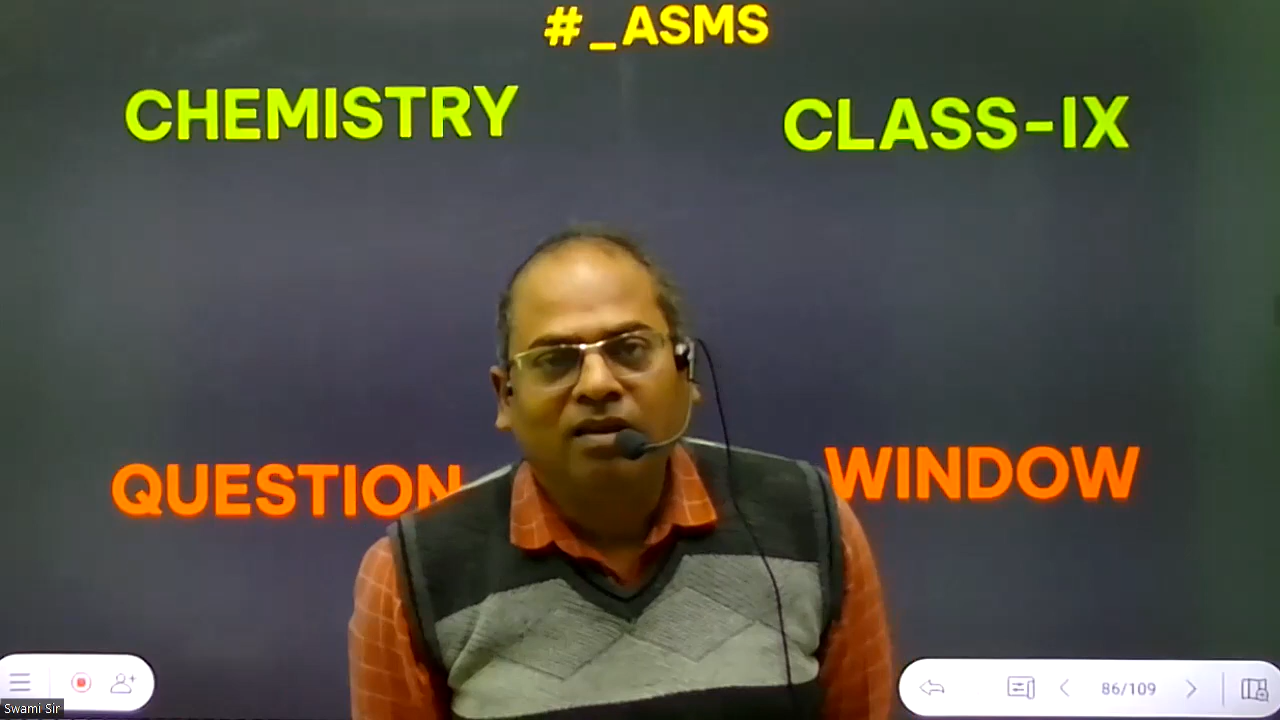 #_ASMS
CHEMISTRY CLASS-IX
QUESTION WINDOW
86/109
Swami Sir